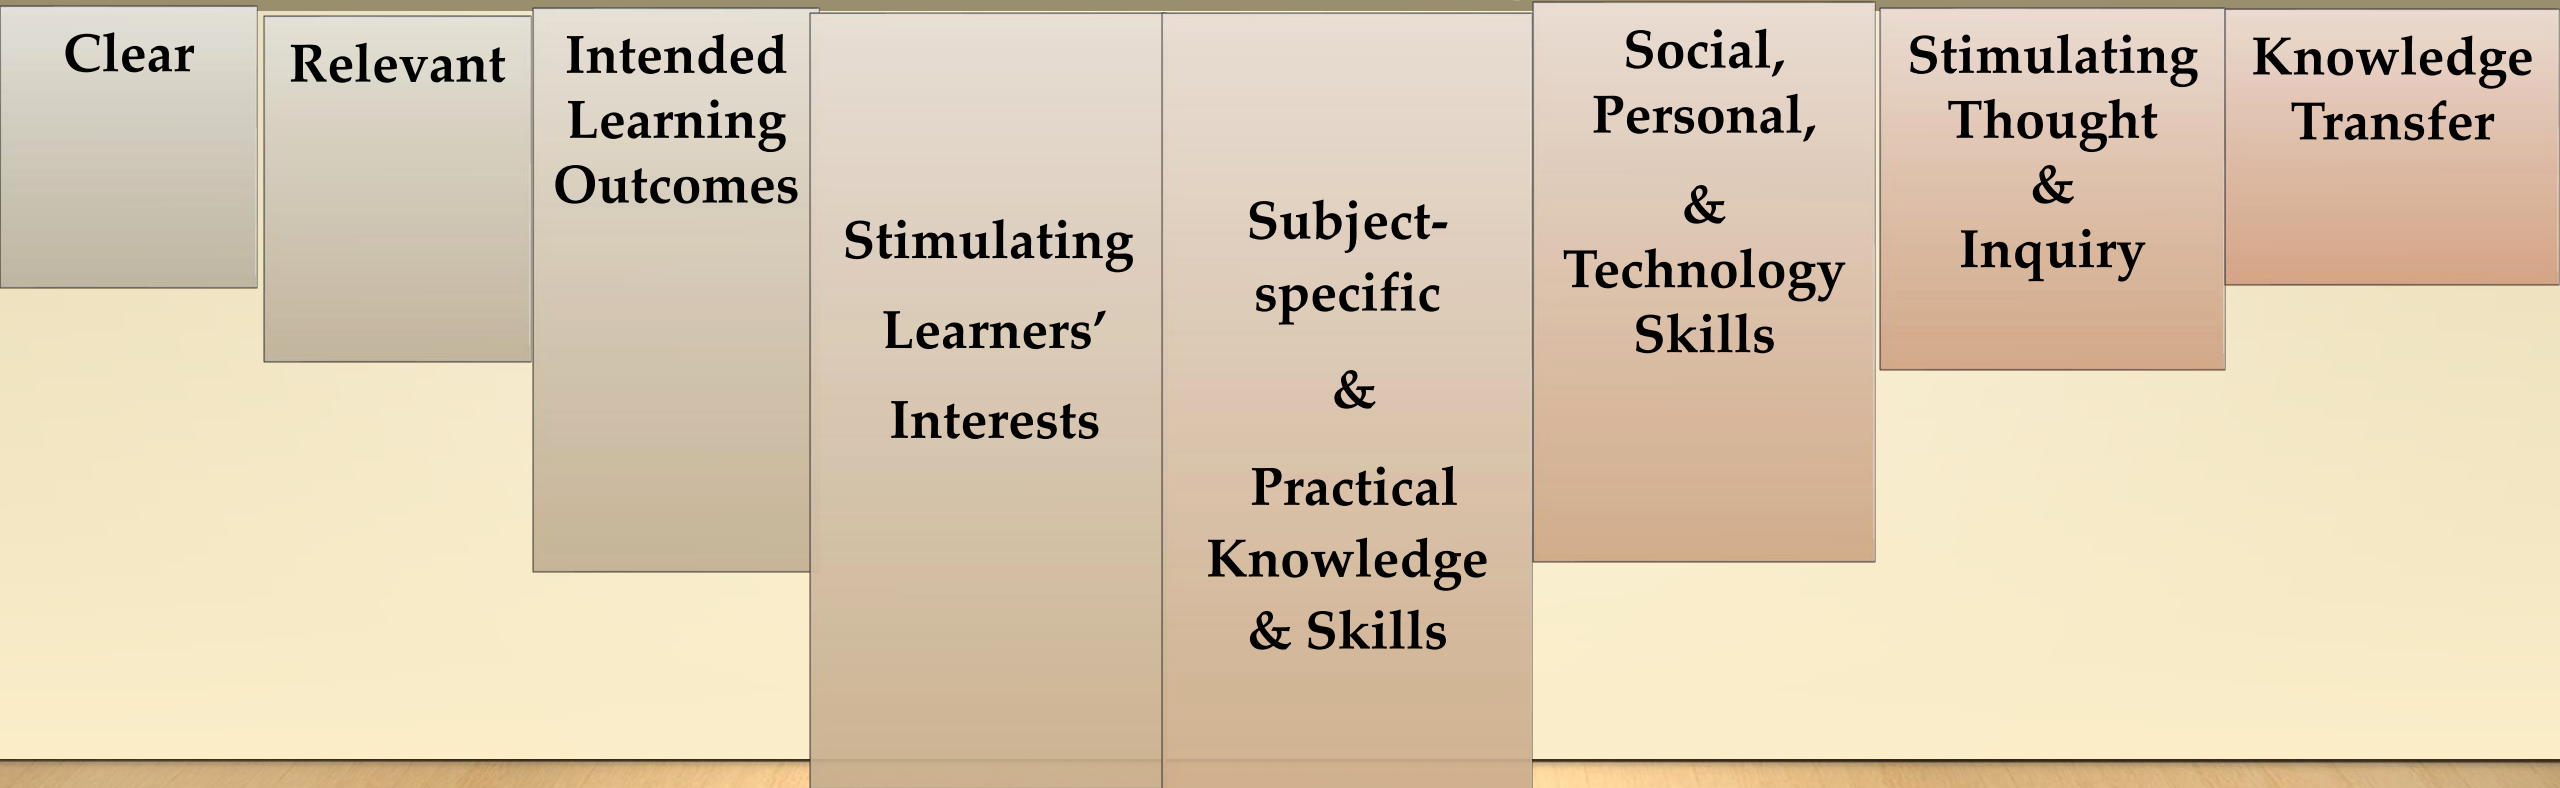 Clear
Relevant
Intended
Learning
Outcomes
Stimulating
Learners’
Interests
Subject-
specific
&
Practical
Knowledge
& Skills
Social,
Personal,
&
Technology
Skills
Stimulating
Thought
&
Inquiry
Knowledge
Transfer